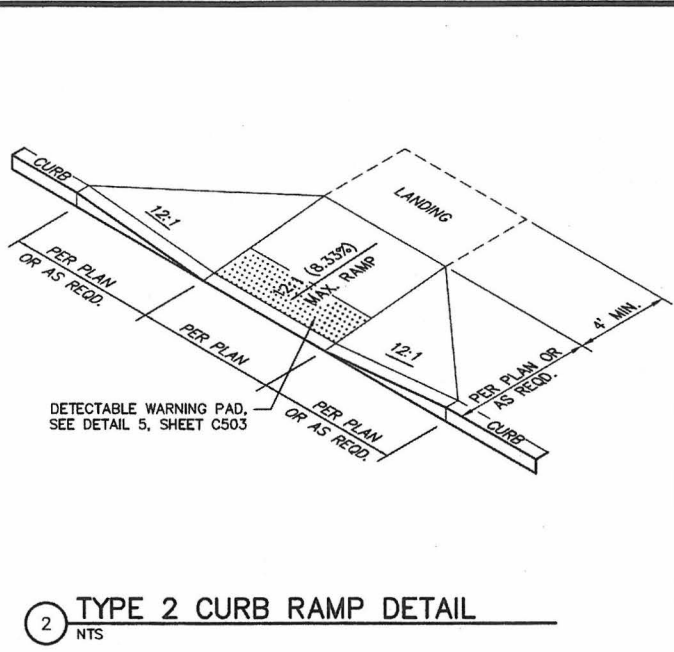 CURB
12:1
LANDING
12:1 (8.33%)
MAX. RAMP
12:1
PER PLAN
OR AS REQD.
PER PLAN
PER PLAN
OR AS REQD.
PER PLAN OR
AS REQD.
4' MIN.
CURB
DETECTABLE WARNING PAD,
SEE DETAIL 5, SHEET C503
2 TYPE 2 CURB RAMP DETAIL
NTS